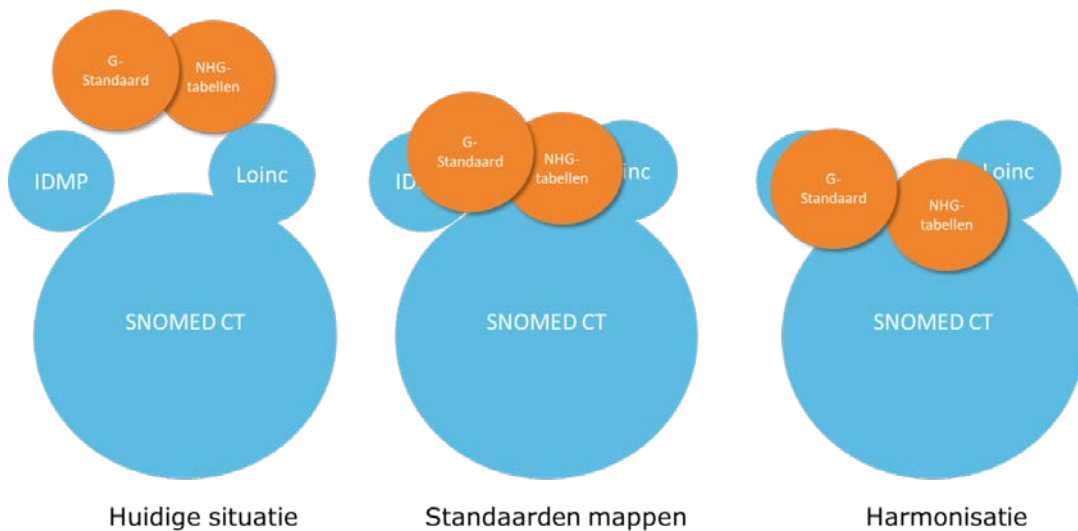 G-
Standaard
NHG-
tabellen
IDMP
Loinc
SNOMED CT
Huidige situatie
G-
Standaard
NHG-
tabellen
SNOMED CT
Standaarden mappen
G-
Standaard
NHG-
tabellen
Loinc
SNOMED CT
Harmonisatie